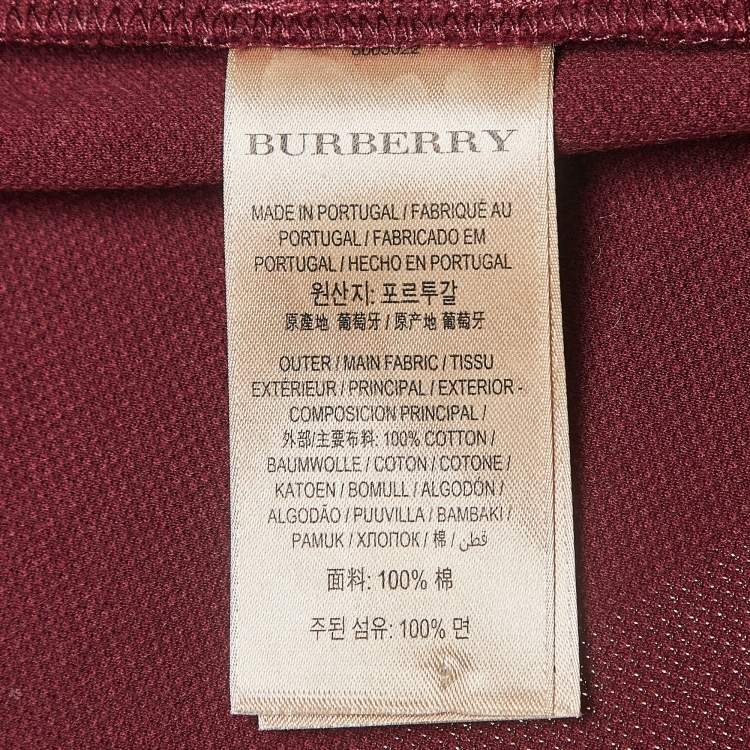 BURBERRY
MADE IN PORTUGAL / FABRIQUÉ AU
PORTUGAL / FABRICADO EM
PORTUGAL / HECHO EN PORTUGAL
원산지: 포르투갈
原產地 葡萄牙 / 原产地 葡萄牙
OUTER / MAIN FABRIC / TISSU
EXTÉRIEUR / PRINCIPAL / EXTERIOR -
COMPOSICION PRINCIPAL /
外部/主要布料: 100% COTTON /
BAUMWOLLE / COTON / COTONE /
KATOEN / BOMULL / ALGODÓN /
ALGODÃO / PUUVILLA / BAMBAKI /
PAMUK / ХЛОПОК / 棉 / قطن
面料: 100% 棉
주된 섬유: 100% 면